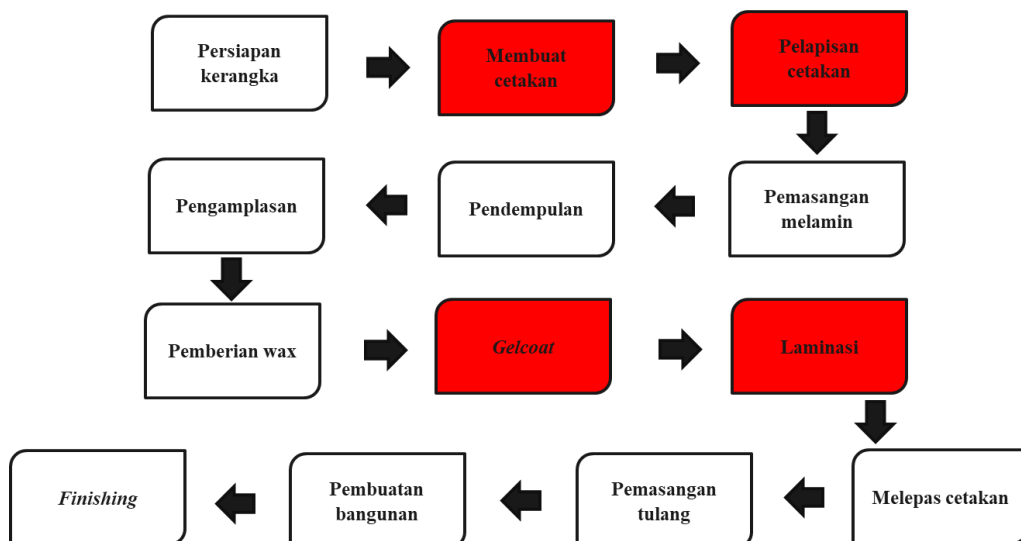 Persiapan
kerangka
Membuat
cetakan
Pelapisan
cetakan
Pemasangan
melamin
Pendempulan
Pengamplasan
Pemberian wax
Gelcoat
Laminasi
Melepas cetakan
Pemasangan
tulang
Pembuatan
bangunan
Finishing